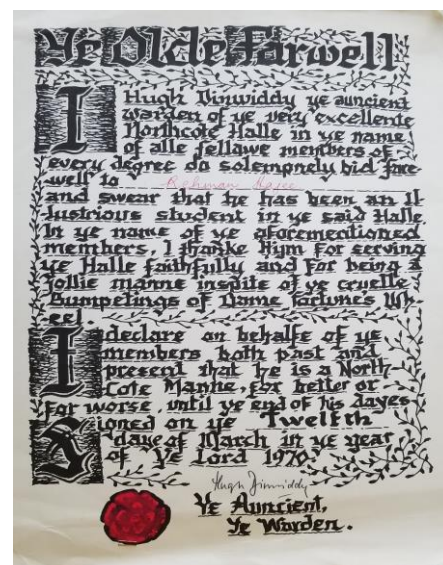 Ye Olde Farwell
I Hugh Dinwiddy ye auncient
Warden of ye very excellente
Northcote Halle in ye name
of alle fellawe members of
every degree do solempnely bid fare
well to Rehman
and swear that he has been an Il
lustrious student in ye said Halle
In ye name of ye aforementioned
members, I thanke Hym for serving
ye Halle faithfully and for being a
jollie manne inspite of ye cruelle
Bumpetings of Dame fortune's Wh
eel.
I declare on behalfe of ye
members both past and
present that he is a North
Cote Manne, for better or
for worse, until ye end of his dayes
Signed on ye Twelfth
daye of March in ye year
of Ye Lord 1970
Hugh Dinwiddy
Ye Auncient,
Ye Warden.